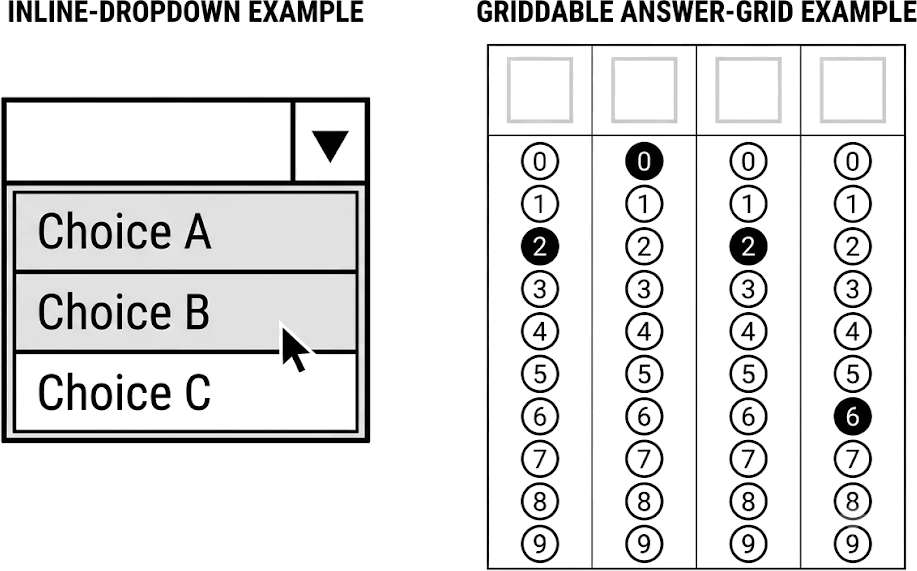 INLINE-DROPDOWN EXAMPLE
Choice A
Choice B
Choice C
GRIDDABLE ANSWER-GRID EXAMPLE
0 0 0 0
1 1 1 1
2 2 2 2
3 3 3 3
4 4 4 4
5 5 5 5
6 6 6 6
7 7 7 7
8 8 8 8
9 9 9 9